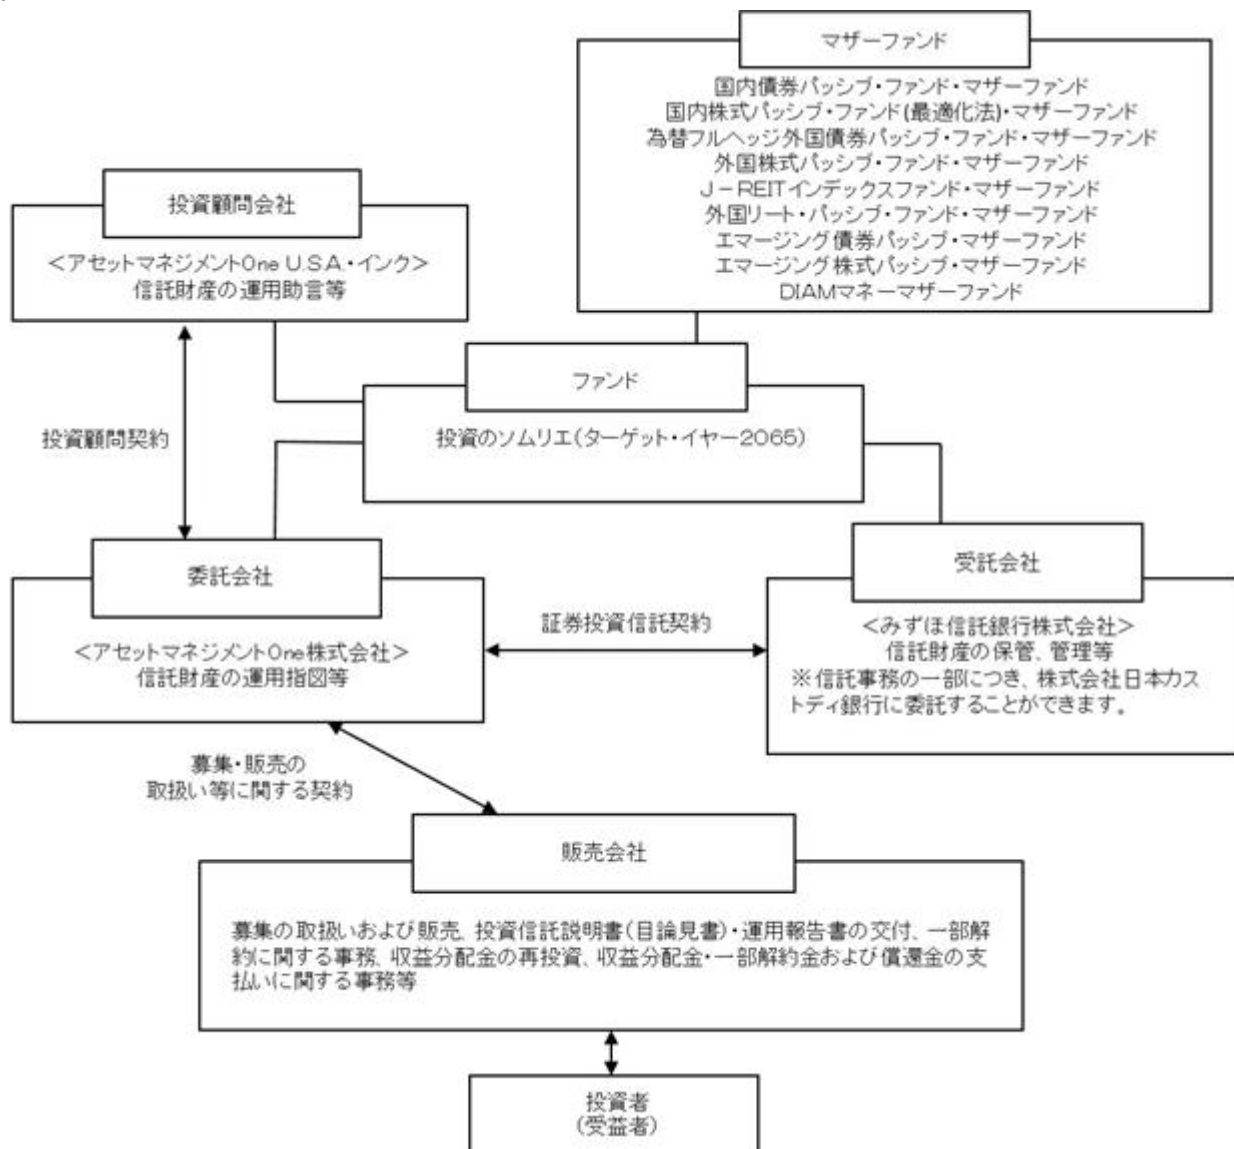 マザーファンド
国内債券パッシブ・ファンド・マザーファンド
国内株式パッシブ・ファンド(最適化法)・マザーファンド
為替フルヘッジ外国債券パッシブ・ファンド・マザーファンド
外国株式パッシブ・ファンド・マザーファンド
J－REITインデックスファンド・マザーファンド
外国リート・パッシブ・ファンド・マザーファンド
エマージング債券パッシブ・マザーファンド
エマージング株式パッシブ・マザーファンド
DIAMマネーマザーファンド
投資顧問会社
＜アセットマネジメントOne U.S.A.・インク＞
信託財産の運用助言等
ファンド
投資のソムリエ(ターゲット・イヤー2065)
投資顧問契約
委託会社
＜アセットマネジメントOne株式会社＞
信託財産の運用指図等
証券投資信託契約
受託会社
＜みずほ信託銀行株式会社＞
信託財産の保管、管理等
※信託事務の一部につき、株式会社日本カス
トディ銀行に委託することができます。
募集・販売の
取扱い等に関する契約
販売会社
募集の取扱いおよび販売、投資信託説明書(目論見書)・運用報告書の交付、一部解
約に関する事務、収益分配金の再投資、収益分配金・一部解約金および償還金の支
払いに関する事務等
投資者
(受益者)